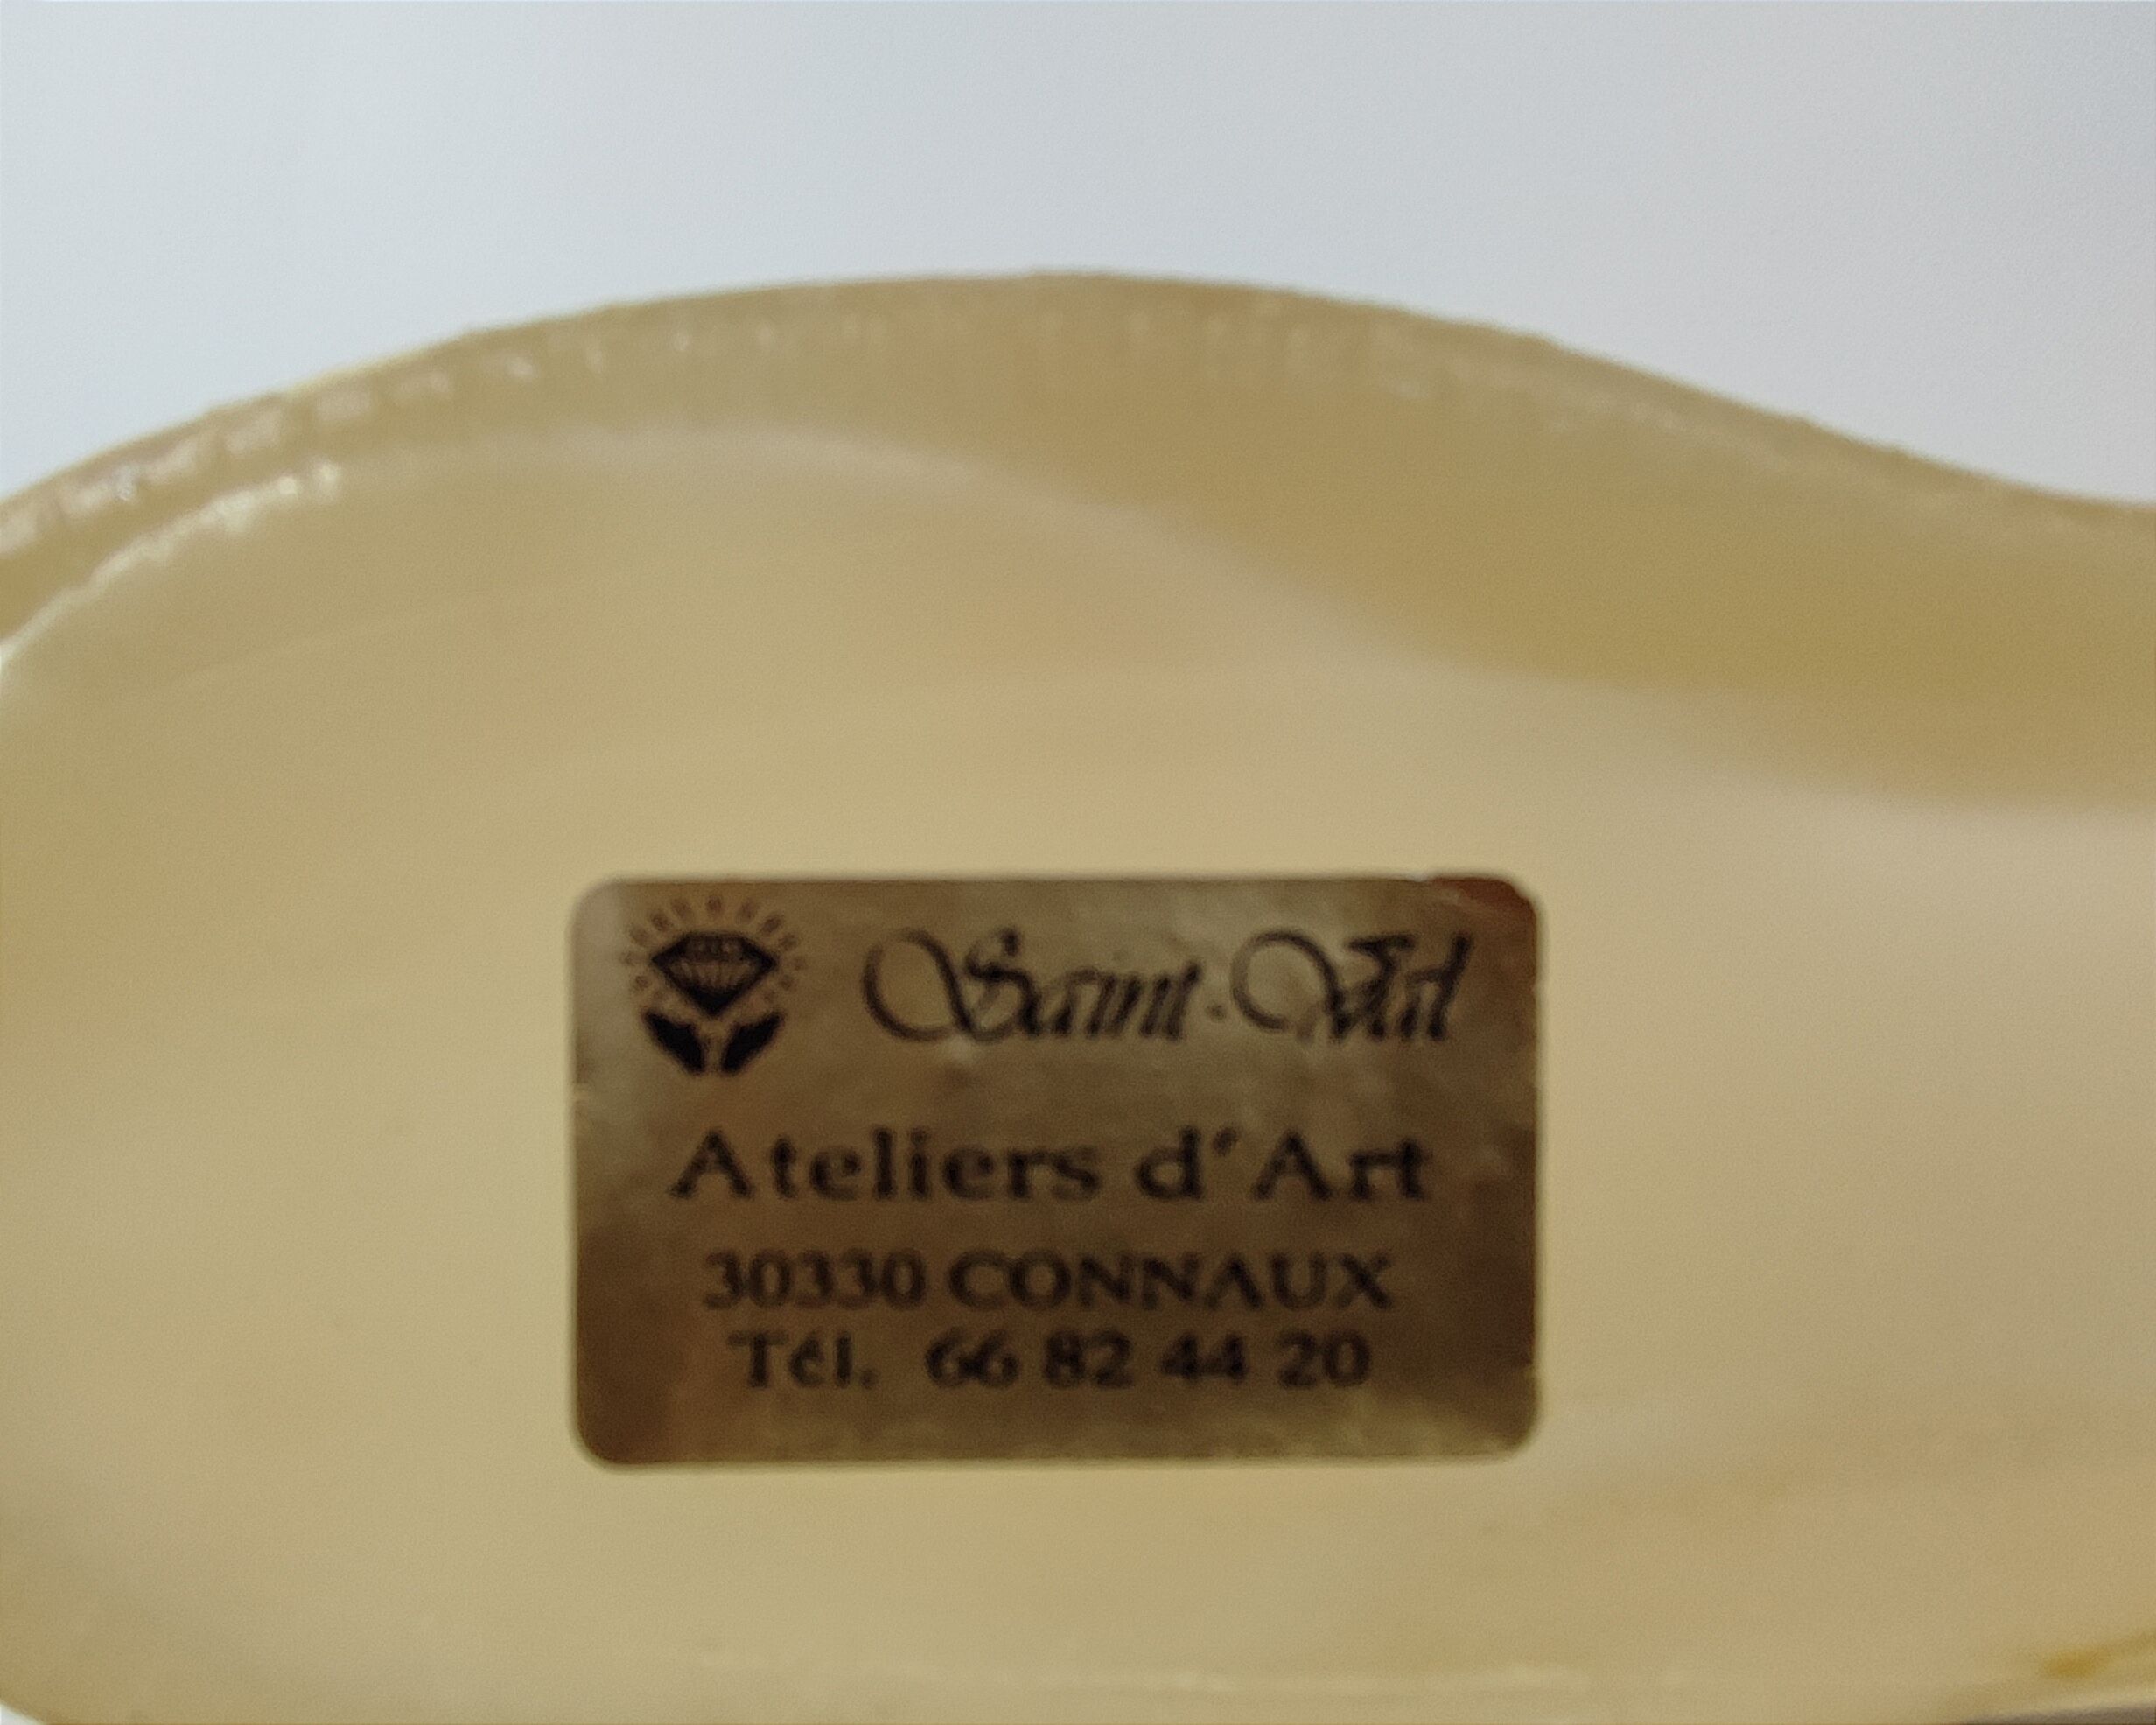 Saint-Val
Ateliers d'Art
30330 CONNAUX
Tél. 66 82 44 20